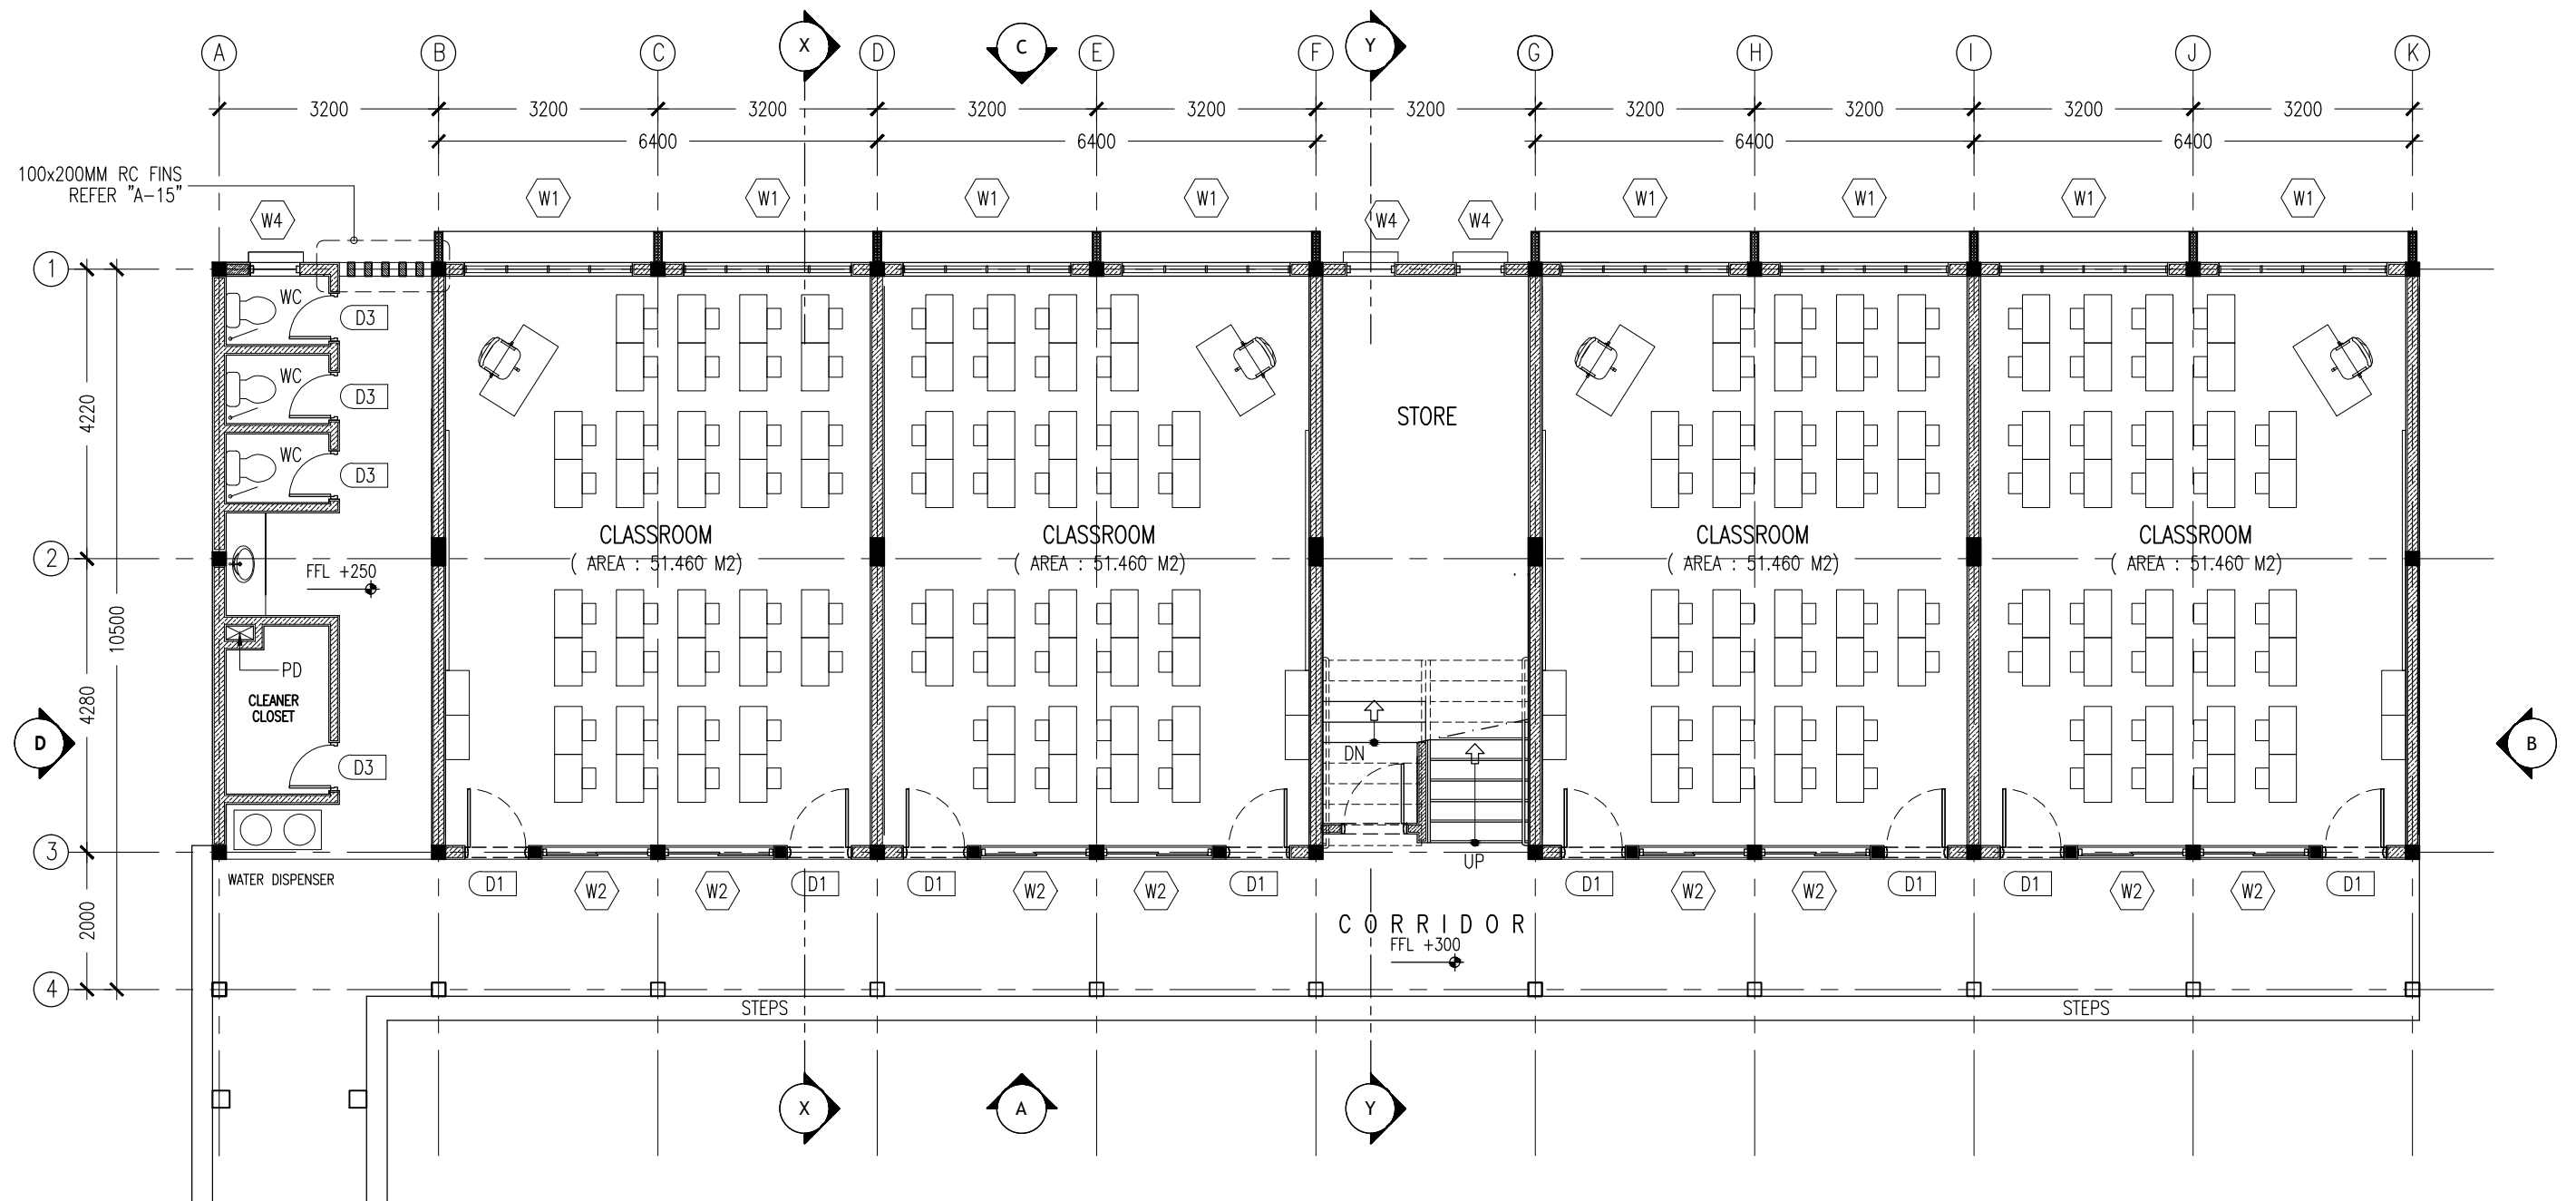 A B C X D C E F Y G H I J K
3200 3200 3200 3200 3200 3200 3200 3200 3200 3200
6400 6400 6400 6400
100x200MM RC FINS
REFER "A-15"
W1 W1 W1 W1 W1 W1 W1 W1
W4 W4 W4
1
WC
D3
WC
D3
WC
D3
4220
STORE
CLASSROOM CLASSROOM CLASSROOM CLASSROOM
( AREA : 51.460 M2) ( AREA : 51.460 M2) ( AREA : 51.460 M2) ( AREA : 51.460 M2)
2
FFL +250
10500
PD
CLEANER
CLOSET
4280
D
B
DN
D3
3
UP
WATER DISPENSER
D1 W2 W2 D1 D1 W2 W2 D1 D1 W2 W2 D1 D1 W2 W2 D1
2000
CORRIDOR
FFL +300
4
STEPS STEPS
X A Y